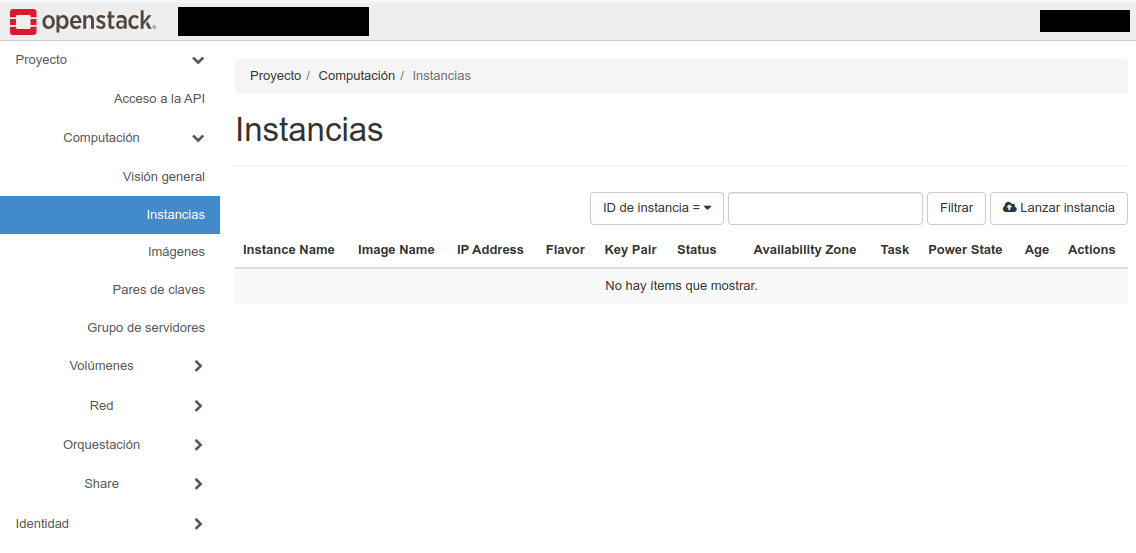 openstack.
Proyecto
Acceso a la API
Computación
Visión general
Instancias
Imágenes
Pares de claves
Grupo de servidores
Volúmenes
Red
Orquestación
Share
Identidad
Proyecto / Computación / Instancias
Instancias
ID de instancia = Filtrar Lanzar instancia
Instance Name Image Name IP Address Flavor Key Pair Status Availability Zone Task Power State Age Actions
No hay ítems que mostrar.